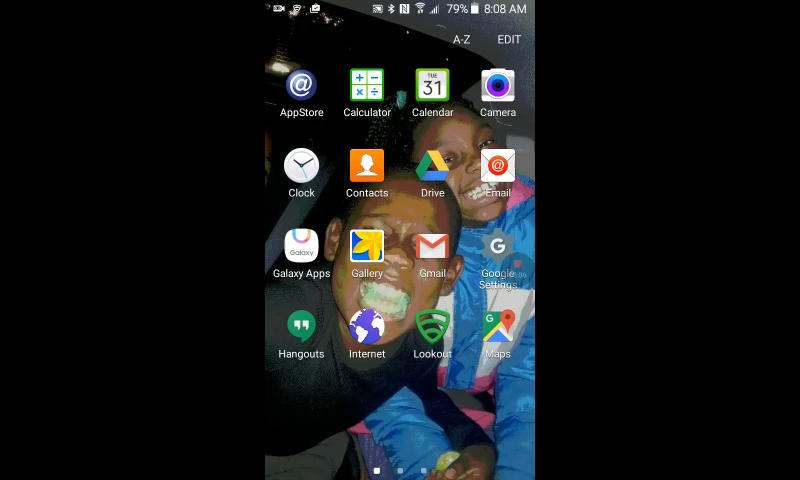 79% 8:08 AM
A-Z EDIT
@ TUE 31
AppStore Calculator Calendar Camera
@
Clock Contacts Drive Email
Galaxy G
Galaxy Apps Gallery Gmail Google
Settings
G
Hangouts Internet Lookout Maps